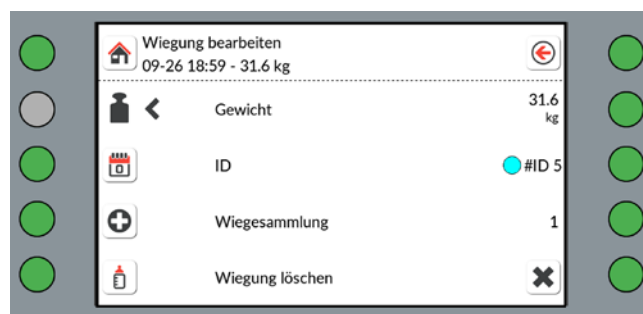 Wiegung bearbeiten
09-26 18:59 - 31.6 kg
Gewicht 31.6
kg
0 ID #ID 5
Wiegesammlung 1
Wiegung löschen